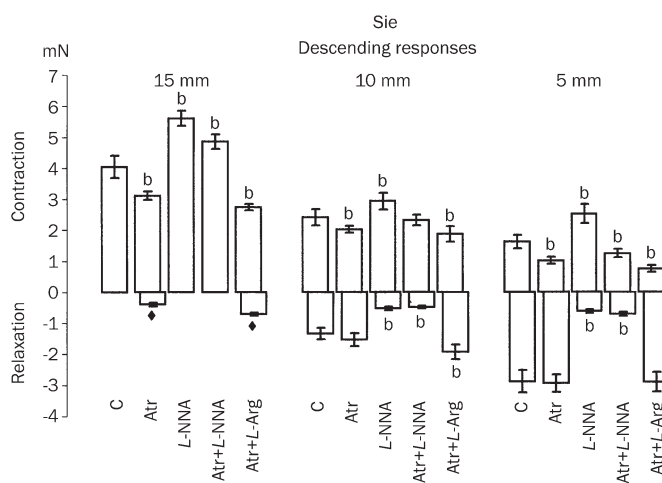 Sie
Descending responses
mN
15 mm
10 mm
5 mm
7
6
5
4
3
2
1
0
-1
-2
-3
-4
Contraction
Relaxation
b
b
b
b
♦
♦
b
b
b
b
b
b
b
b
b
b
b
b
C
Atr
L-NNA
Atr+L-NNA
Atr+L-Arg
C
Atr
L-NNA
Atr+L-NNA
Atr+L-Arg
C
Atr
L-NNA
Atr+L-NNA
Atr+L-Arg